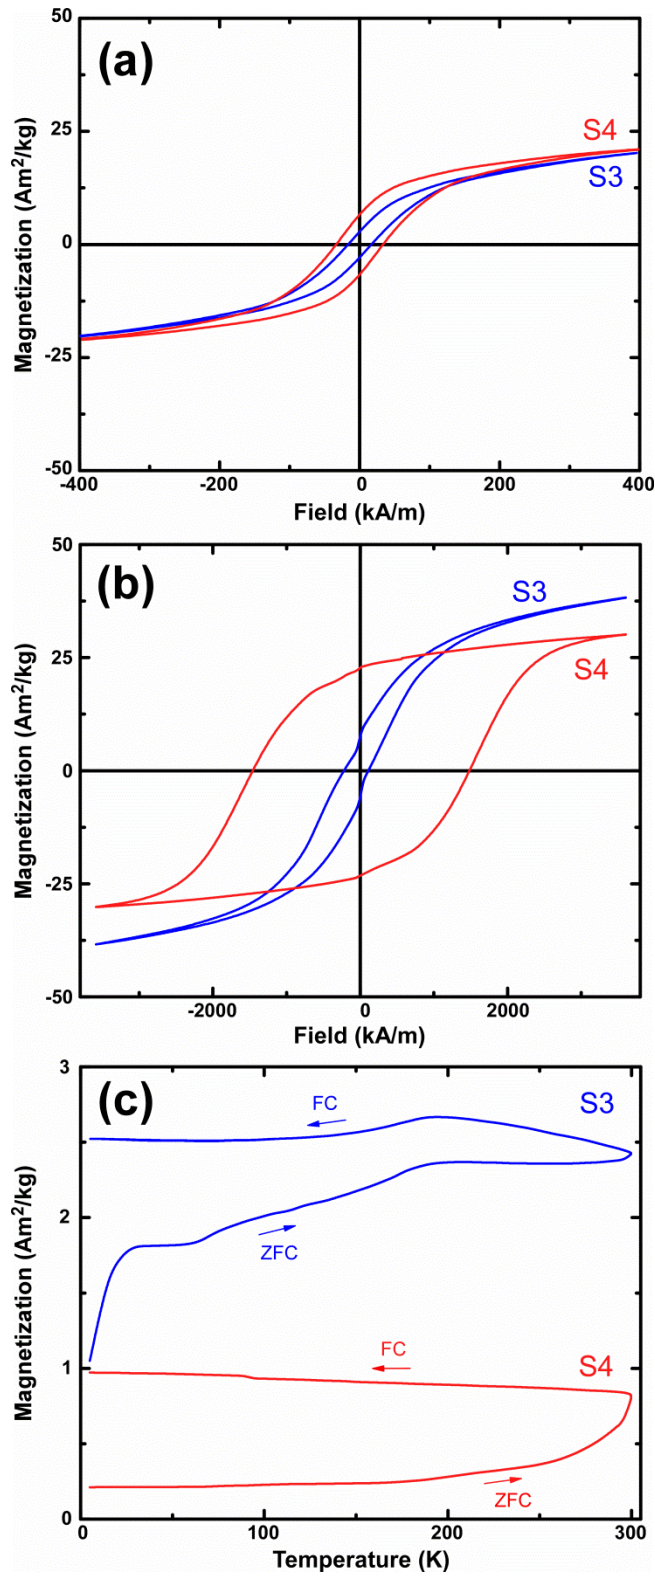 (a)
50
25
0
-25
-50
Magnetization (Am²/kg)
S4
S3
-400 -200 0 200 400
Field (kA/m)
(b)
50
25
0
-25
-50
Magnetization (Am²/kg)
S3
S4
-2000 0 2000
Field (kA/m)
(c)
3
2
1
0
Magnetization (Am²/kg)
FC
S3
ZFC
FC
S4
ZFC
0 100 200 300
Temperature (K)